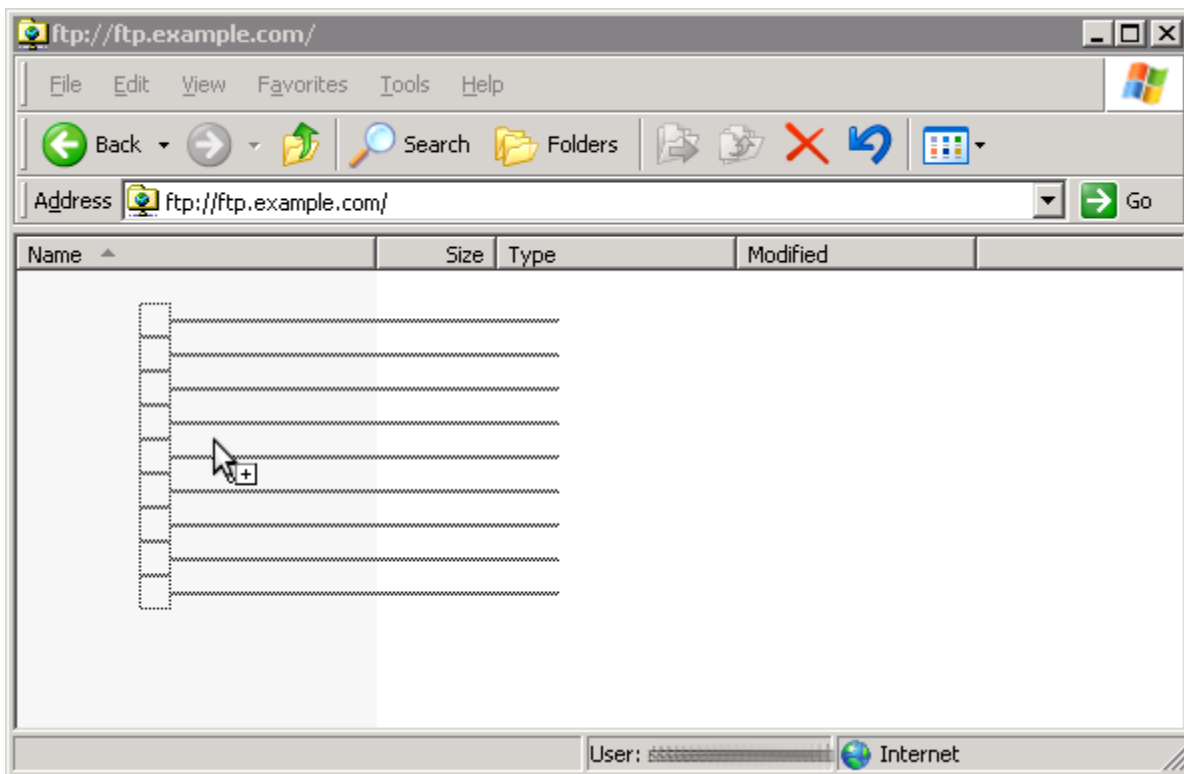 ftp://ftp.example.com/
File Edit View Favorites Tools Help
Back Search Folders
Address ftp://ftp.example.com/ Go
Name Size Type Modified
User: Internet